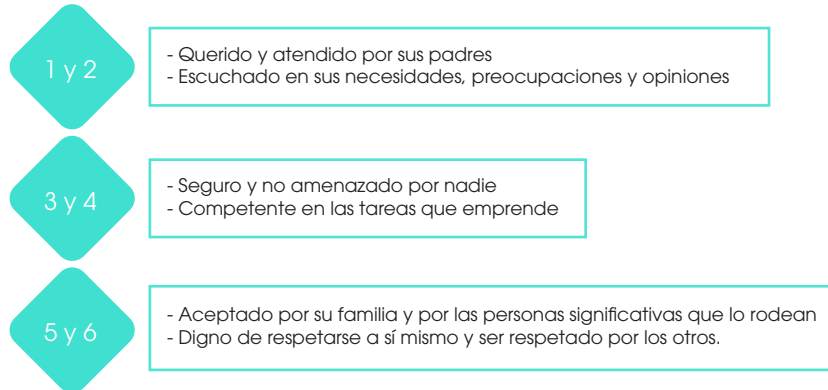 1 y 2
- Querido y atendido por sus padres
- Escuchado en sus necesidades, preocupaciones y opiniones
3 y 4
- Seguro y no amenazado por nadie
- Competente en las tareas que emprende
5 y 6
- Aceptado por su familia y por las personas significativas que lo rodean
- Digno de respetarse a sí mismo y ser respetado por los otros.